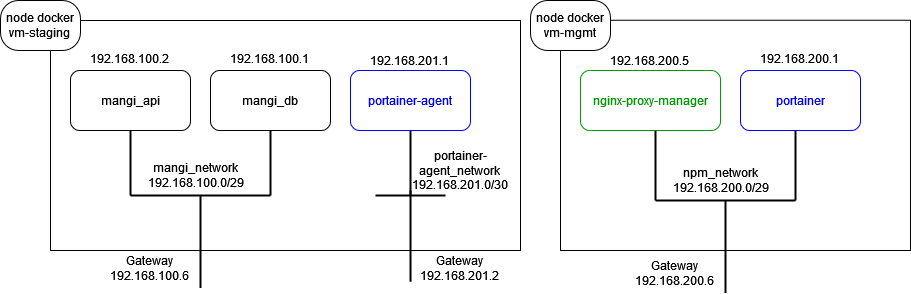 node docker
vm-staging
192.168.100.2
192.168.100.1
192.168.201.1
mangi_api
mangi_db
portainer-agent
mangi_network
192.168.100.0/29
portainer-
agent_network
192.168.201.0/30
Gateway
192.168.100.6
Gateway
192.168.201.2
node docker
vm-mgmt
192.168.200.5
192.168.200.1
nginx-proxy-manager
portainer
npm_network
192.168.200.0/29
Gateway
192.168.200.6